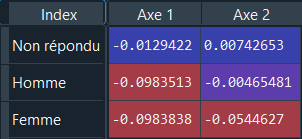 Index Axe 1 Axe 2
Non répondu -0.0129422 0.00742653
Homme -0.0983513 -0.00465481
Femme -0.0983838 -0.0544627